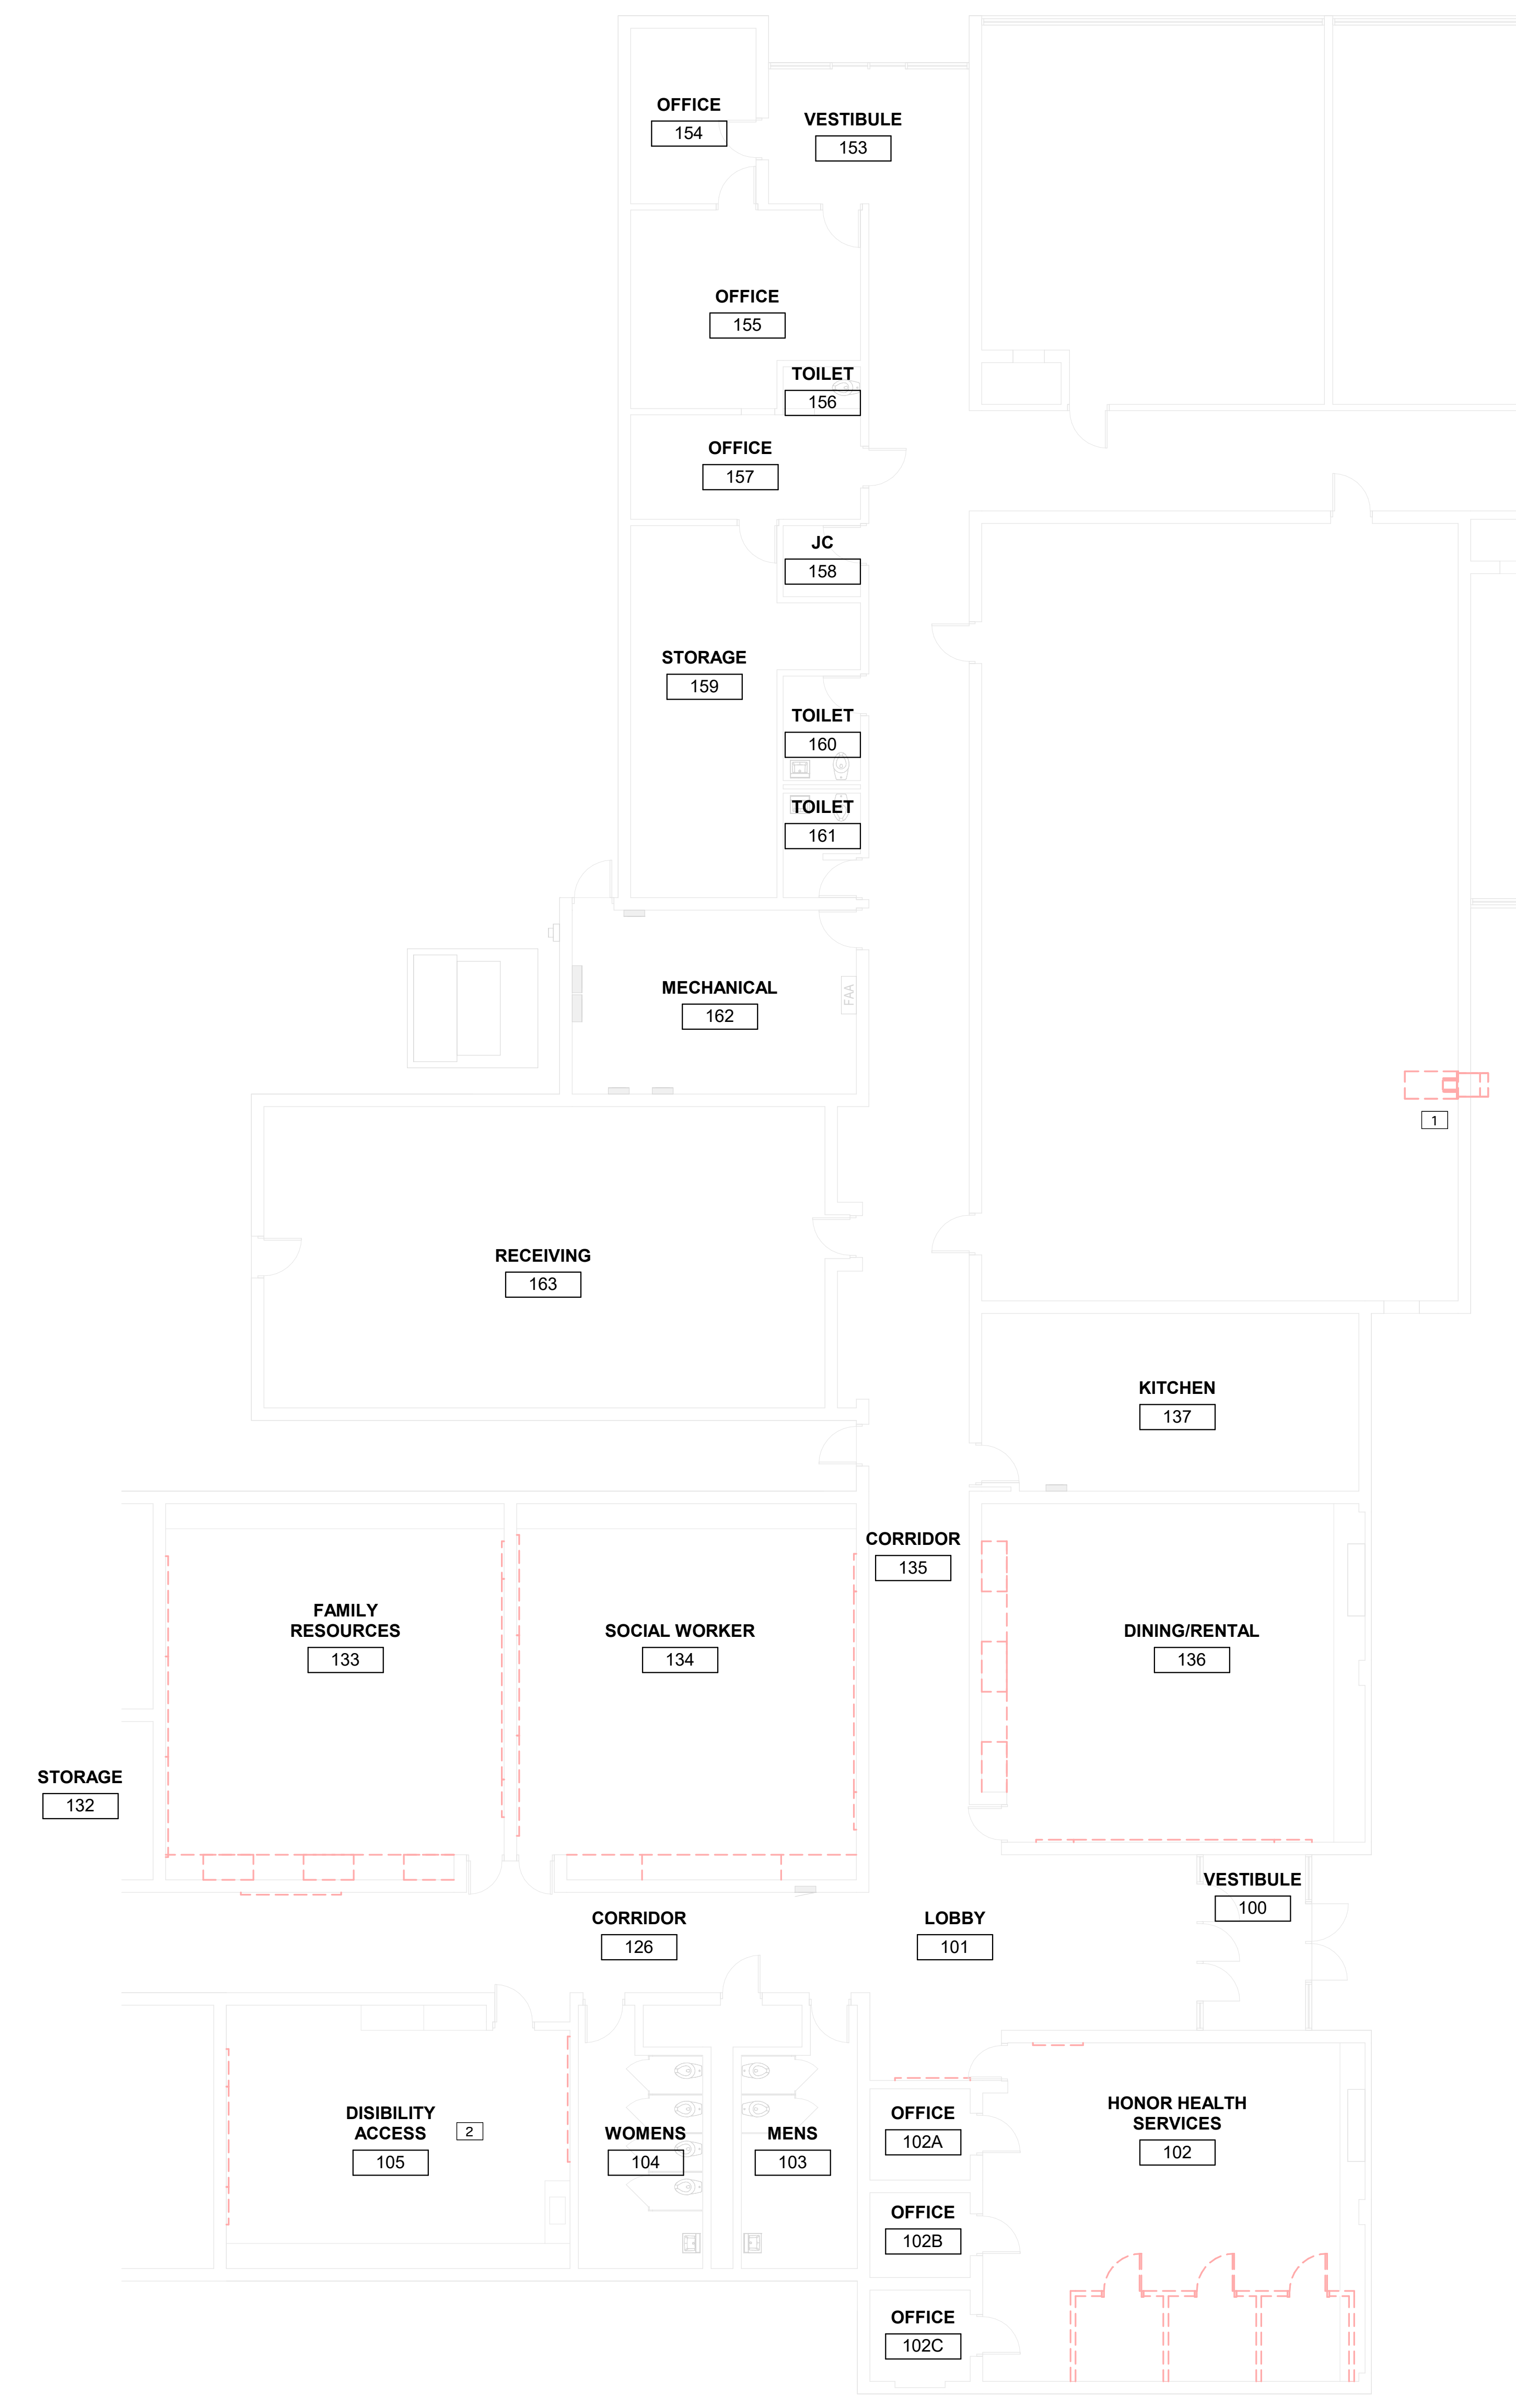 OFFICE
154
VESTIBULE
153
OFFICE
155
TOILET
156
OFFICE
157
JC
158
STORAGE
159
TOILET
160
TOILET
161
MECHANICAL
162
FAA
1
RECEIVING
163
KITCHEN
137
CORRIDOR
135
FAMILY
RESOURCES
133
SOCIAL WORKER
134
DINING/RENTAL
136
STORAGE
132
VESTIBULE
100
CORRIDOR
126
LOBBY
101
DISIBILITY
ACCESS
105
2
WOMENS
104
MENS
103
OFFICE
102A
HONOR HEALTH
SERVICES
102
OFFICE
102B
OFFICE
102C